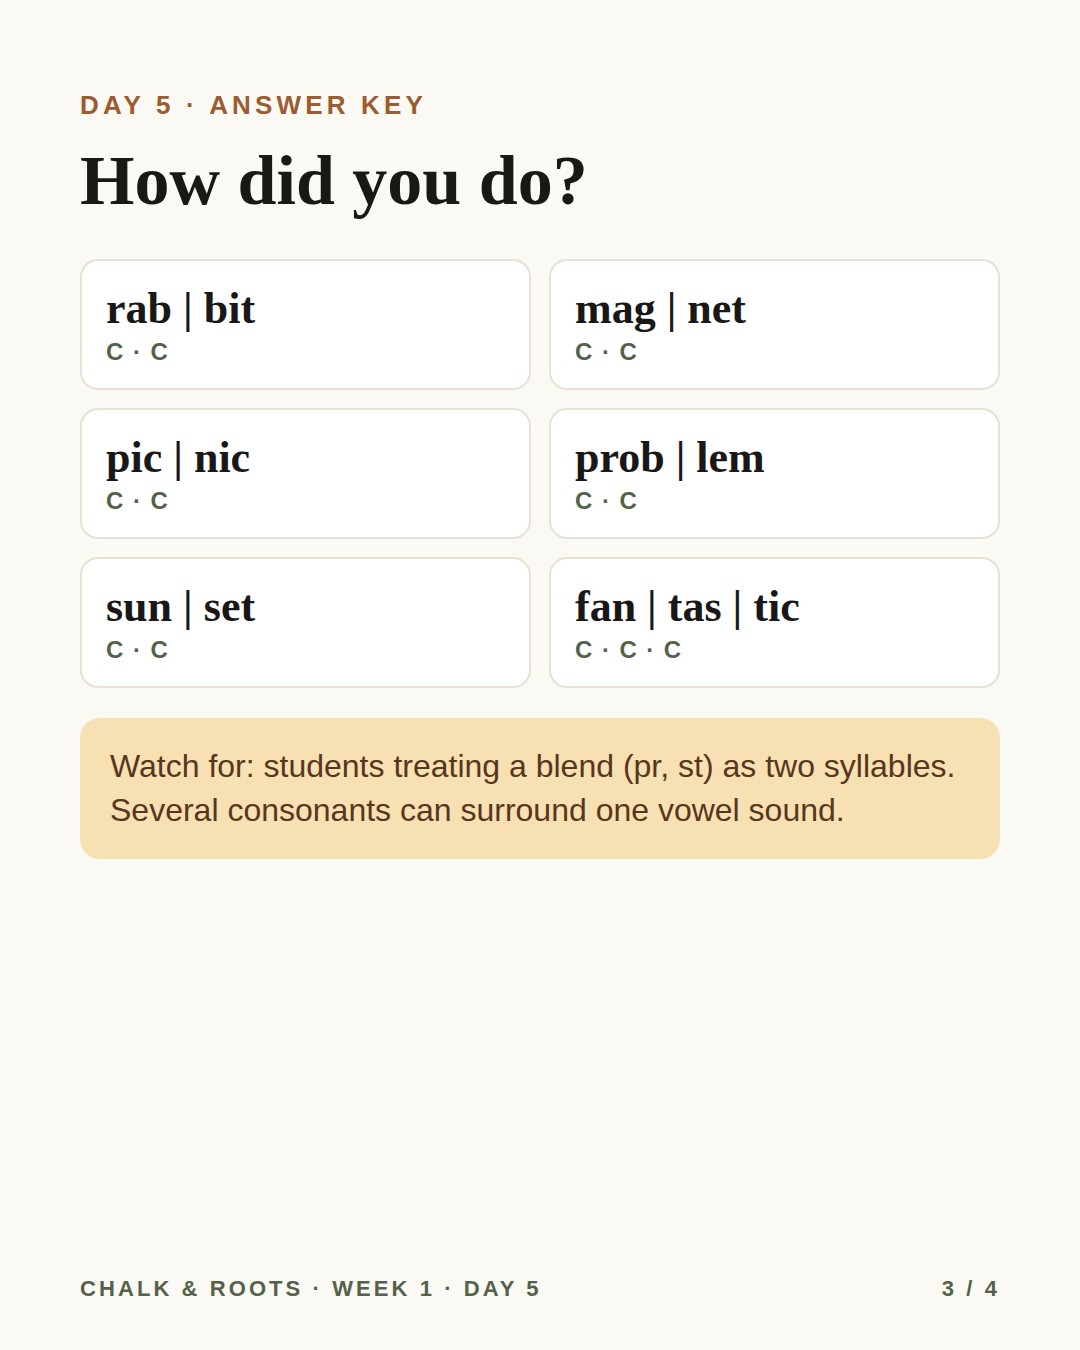 DAY 5 · ANSWER KEY
How did you do?
rab | bit
C · C
mag | net
C · C
pic | nic
C · C
prob | lem
C · C
sun | set
C · C
fan | tas | tic
C · C · C
Watch for: students treating a blend (pr, st) as two syllables.
Several consonants can surround one vowel sound.
CHALK & ROOTS · WEEK 1 · DAY 5
3 / 4